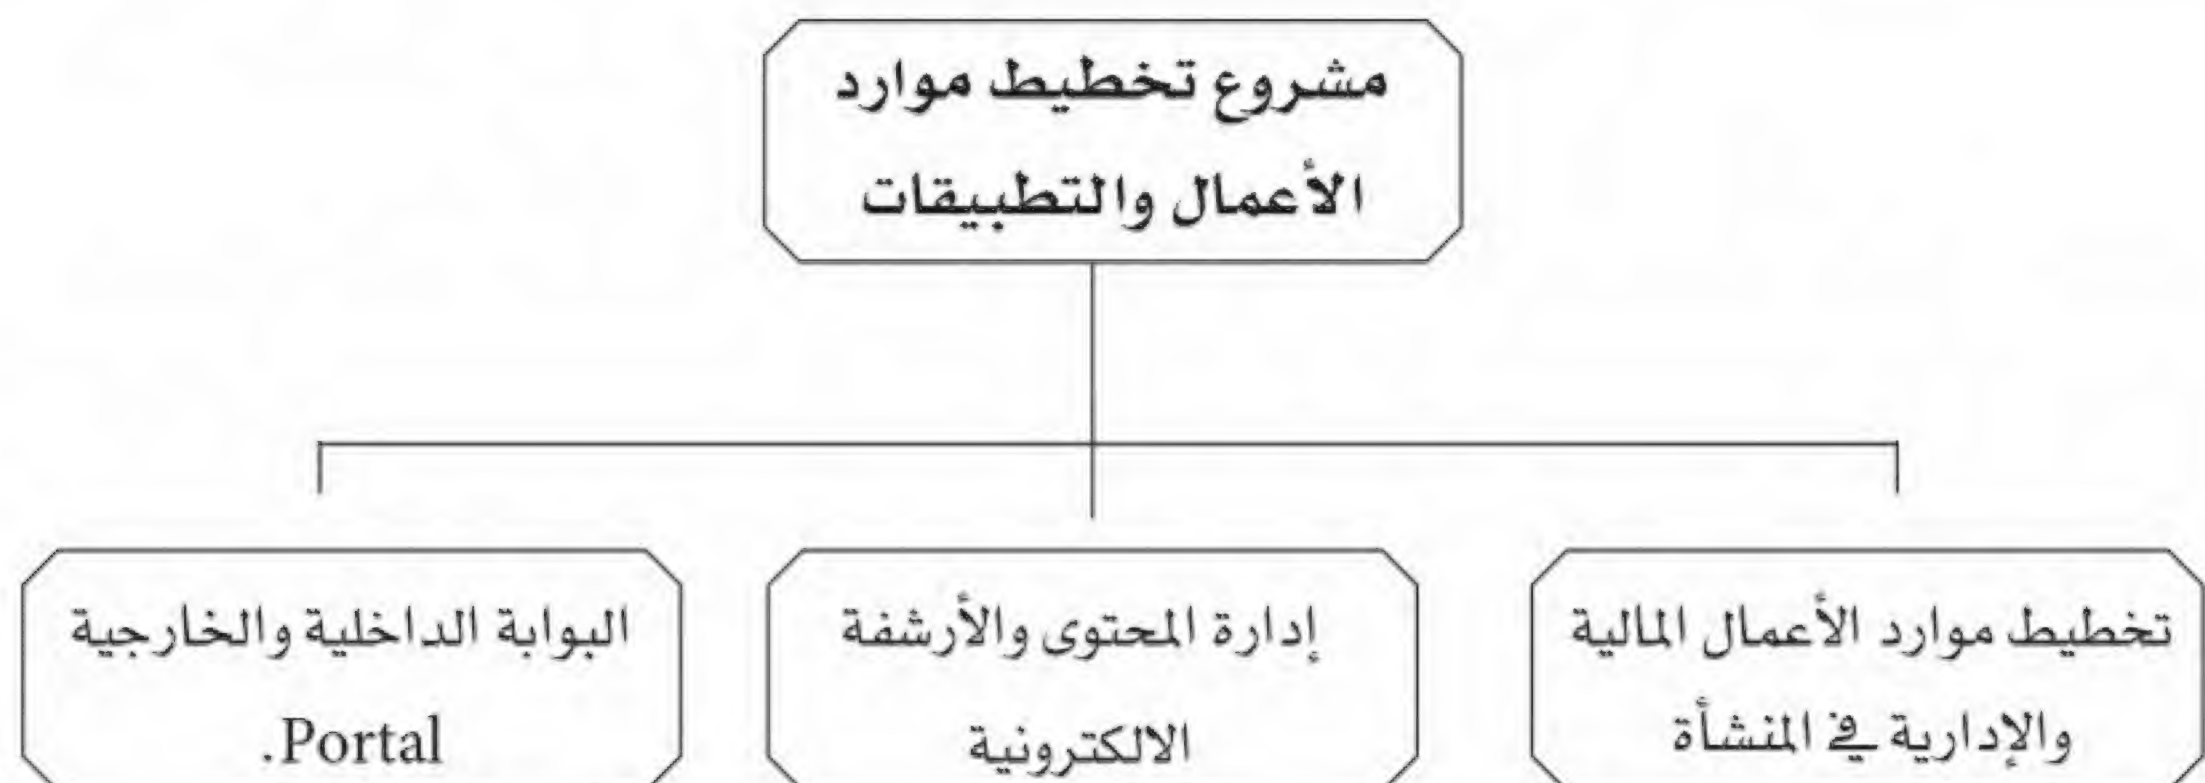 مشروع تخطيط موارد
الأعمال والتطبيقات
تخطيط موارد الأعمال المالية
والإدارية في المنشأة
إدارة المحتوى والأرشفة
الالكترونية
البوابة الداخلية والخارجية
Portal.